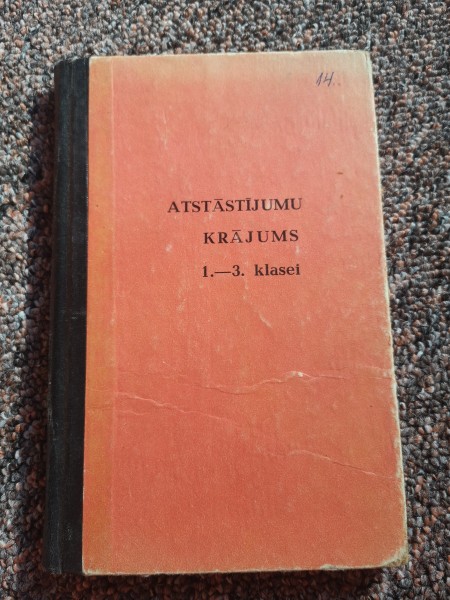 14.
ATSTĀSTĪJUMU
KRĀJUMS
1.—3. klasei